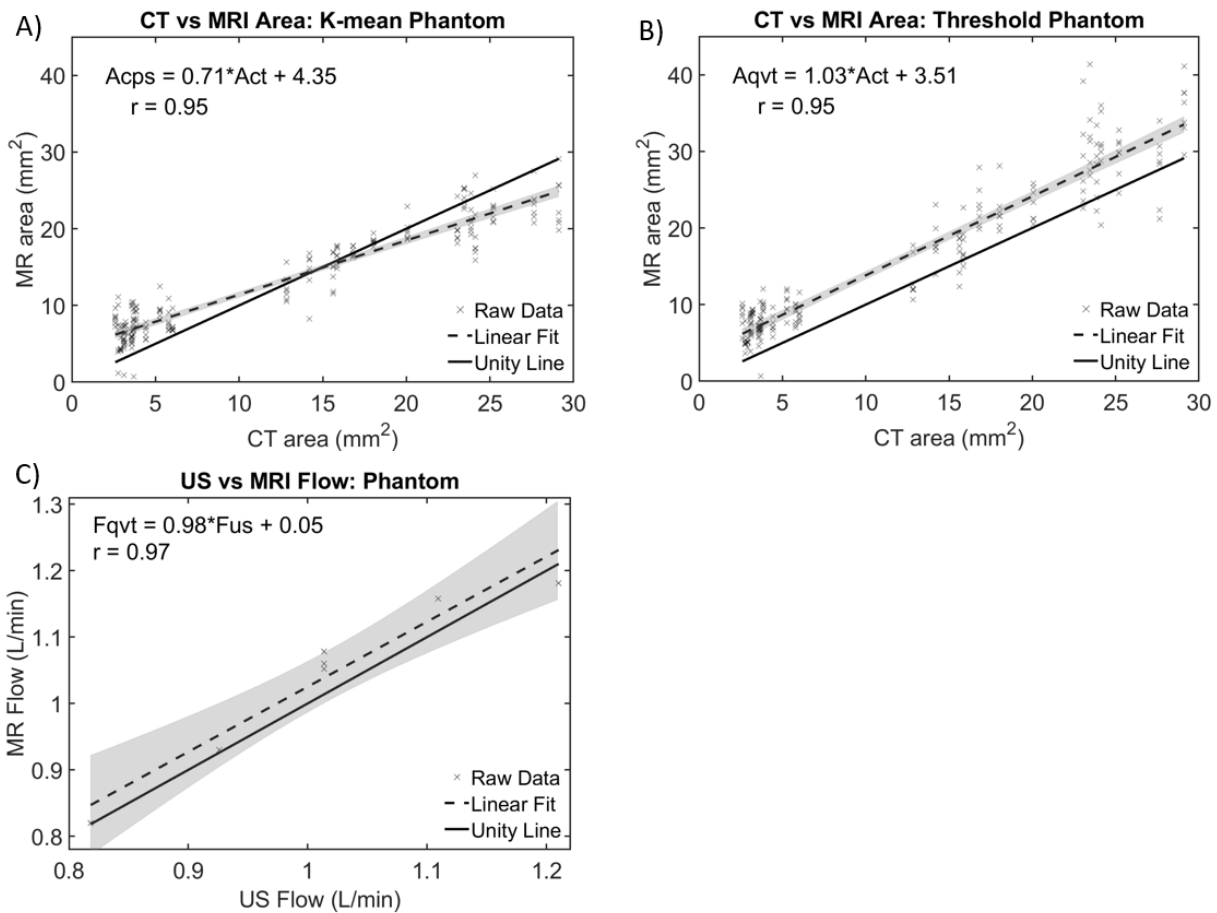 A)
CT vs MRI Area: K-mean Phantom
Acps = 0.71*Act + 4.35
r = 0.95
MR area (mm²)
40
30
20
10
0
Raw Data
Linear Fit
Unity Line
0 5 10 15 20 25 30
CT area (mm²)
B)
CT vs MRI Area: Threshold Phantom
Aqvt = 1.03*Act + 3.51
r = 0.95
MR area (mm²)
40
30
20
10
0
Raw Data
Linear Fit
Unity Line
0 5 10 15 20 25 30
CT area (mm²)
C)
US vs MRI Flow: Phantom
Fqvt = 0.98*Fus + 0.05
r = 0.97
MR Flow (L/min)
1.3
1.2
1.1
1
0.9
0.8
Raw Data
Linear Fit
Unity Line
0.8 0.9 1 1.1 1.2
US Flow (L/min)